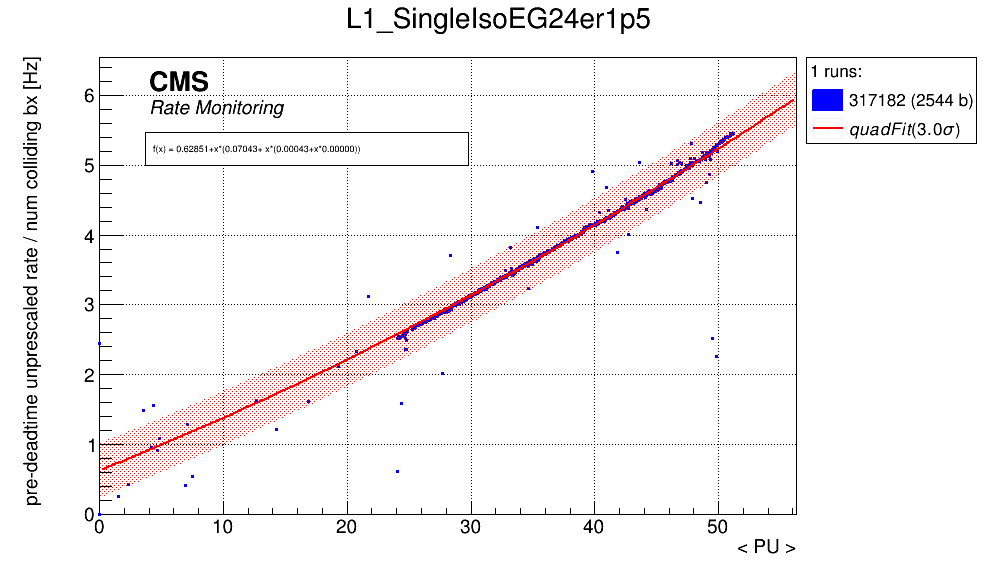 L1_SingleIsoEG24er1p5
pre-deadtime unprescaled rate / num colliding bx [Hz]
CMS
Rate Monitoring
f(x) = 0.62851+x*(0.07043+ x*(0.00043+x*0.00000))
1 runs:
317182 (2544 b)
quadFit(3.0σ)
6
5
4
3
2
1
0
0 10 20 30 40 50
< PU >